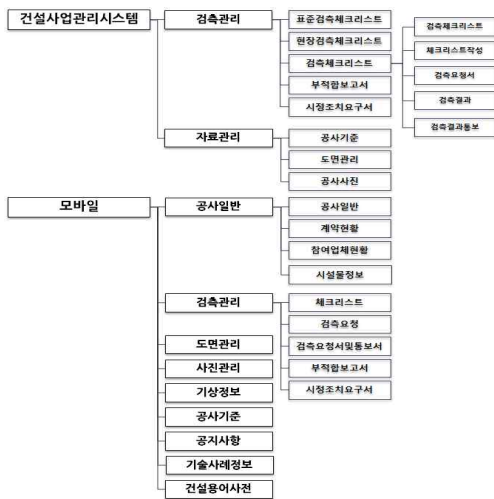 건설사업관리시스템
검측관리
표준검측체크리스트
현장검측체크리스트
검측체크리스트
부적합보고서
시정조치요구서
검측체크리스트
체크리스트작성
검측요청서
검측결과
검측결과통보
자료관리
공사기준
도면관리
공사사진
모바일
공사일반
공사일반
계약현황
참여업체현황
시설물정보
검측관리
체크리스트
검측요청
검측요청서및통보서
부적합보고서
시정조치요구서
도면관리
사진관리
기상정보
공사기준
공지사항
기술사례정보
건설용어사전